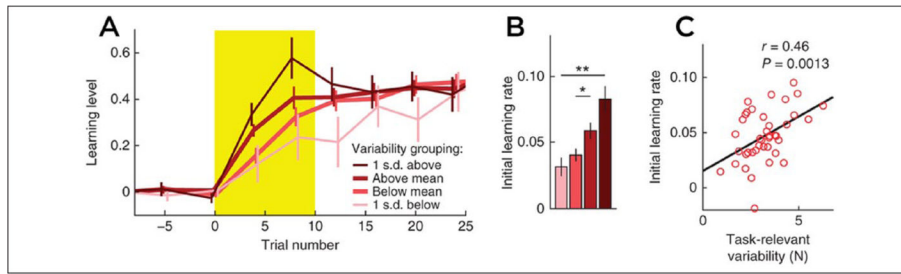 A
Learning level
0.6
0.4
0.2
0
−5
0
5
10
15
20
25
Trial number
Variability grouping:
1 s.d. above
Above mean
Below mean
1 s.d. below
B
Initial learning rate
0.10
0.05
0
**
*
C
Initial learning rate
0.10
0.05
0
r = 0.46
P = 0.0013
0
5
Task-relevant
variability (N)